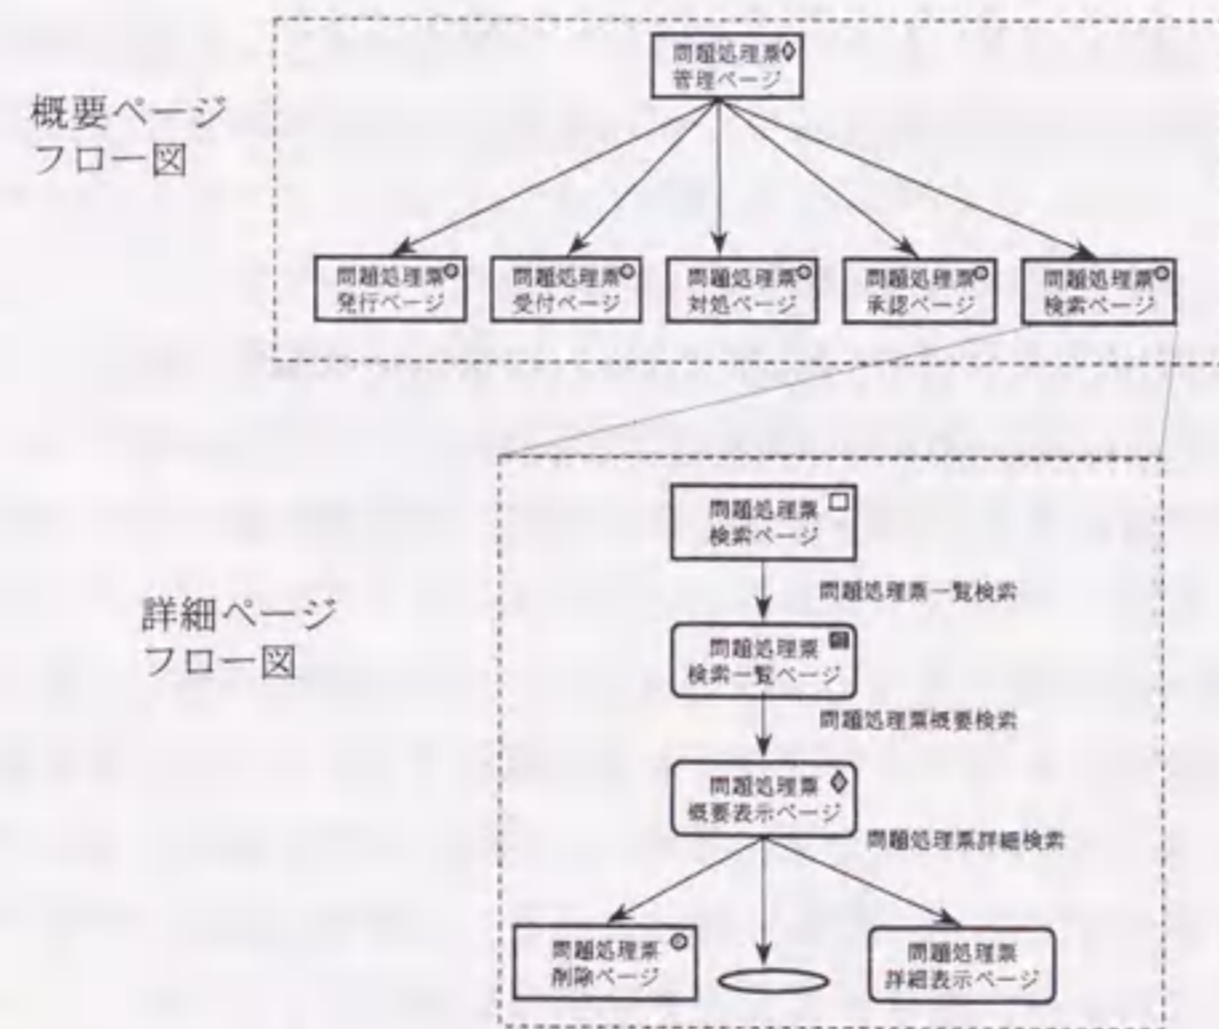 概要ページ
フロー図
問題処理票
管理ページ
問題処理票
発行ページ
問題処理票
受付ページ
問題処理票
対処ページ
問題処理票
承認ページ
問題処理票
検索ページ
詳細ページ
フロー図
問題処理票
検索ページ
問題処理票一覧検索
問題処理票
検索一覧ページ
問題処理票概要検索
問題処理票
概要表示ページ
問題処理票詳細検索
問題処理票
削除ページ
問題処理票
詳細表示ページ